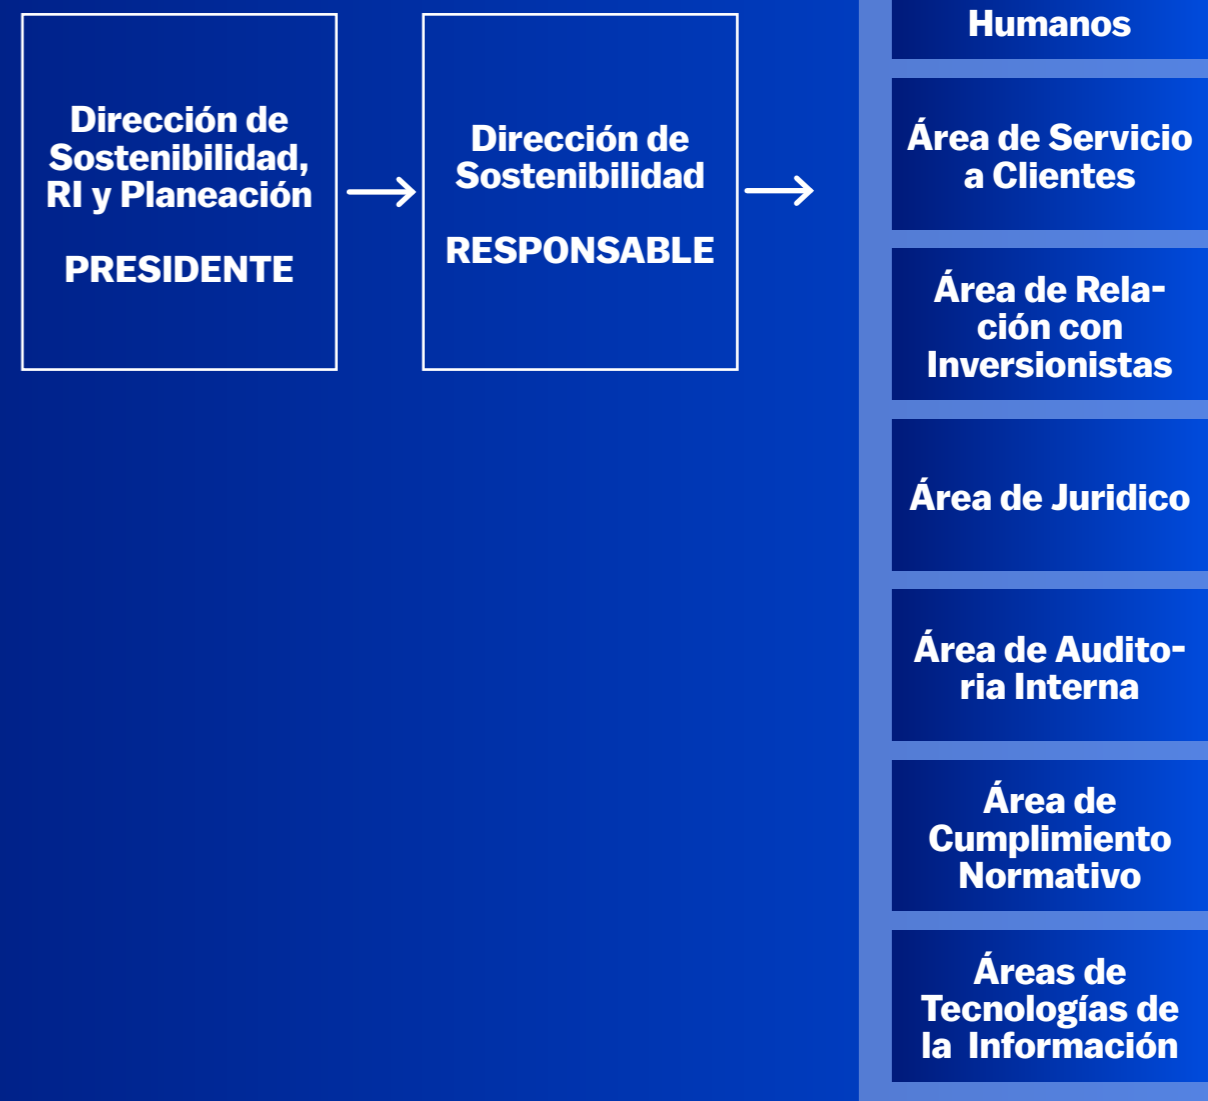 Dirección de
Sostenibilidad,
RI y Planeación
PRESIDENTE
Dirección de
Sostenibilidad
RESPONSABLE
Humanos
Área de Servicio
a Clientes
Área de Rela-
ción con
Inversionistas
Área de Juridico
Área de Audito-
ria Interna
Área de
Cumplimiento
Normativo
Áreas de
Tecnologías de
la  Información